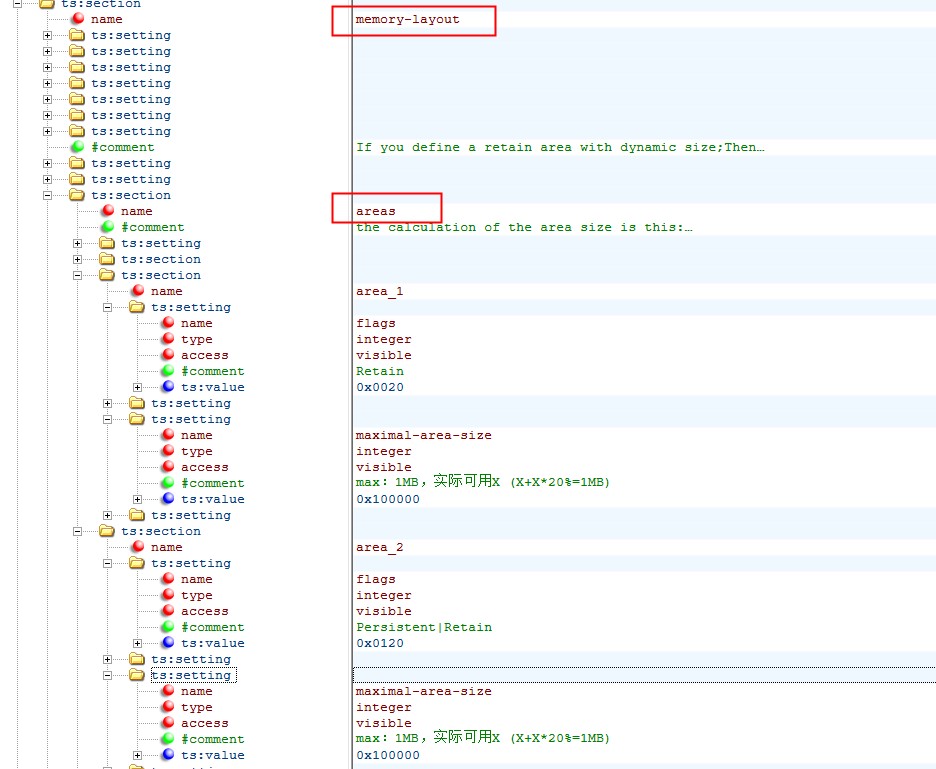 ts:section
name memory-layout
ts:setting
ts:setting
ts:setting
ts:setting
ts:setting
ts:setting
ts:setting
#comment If you define a retain area with dynamic size;Then…
ts:setting
ts:setting
ts:section
name areas
#comment the calculation of the area size is this:…
ts:setting
ts:section
ts:section
name area_1
ts:setting
name flags
type integer
access visible
#comment Retain
ts:value 0x0020
ts:setting
ts:setting
name maximal-area-size
type integer
access visible
#comment max: 1MB，实际可用X (X+X*20%=1MB)
ts:value 0x100000
ts:setting
ts:section
name area_2
ts:setting
name flags
type integer
access visible
#comment Persistent|Retain
ts:value 0x0120
ts:setting
ts:setting
name maximal-area-size
type integer
access visible
#comment max: 1MB，实际可用X (X+X*20%=1MB)
ts:value 0x100000